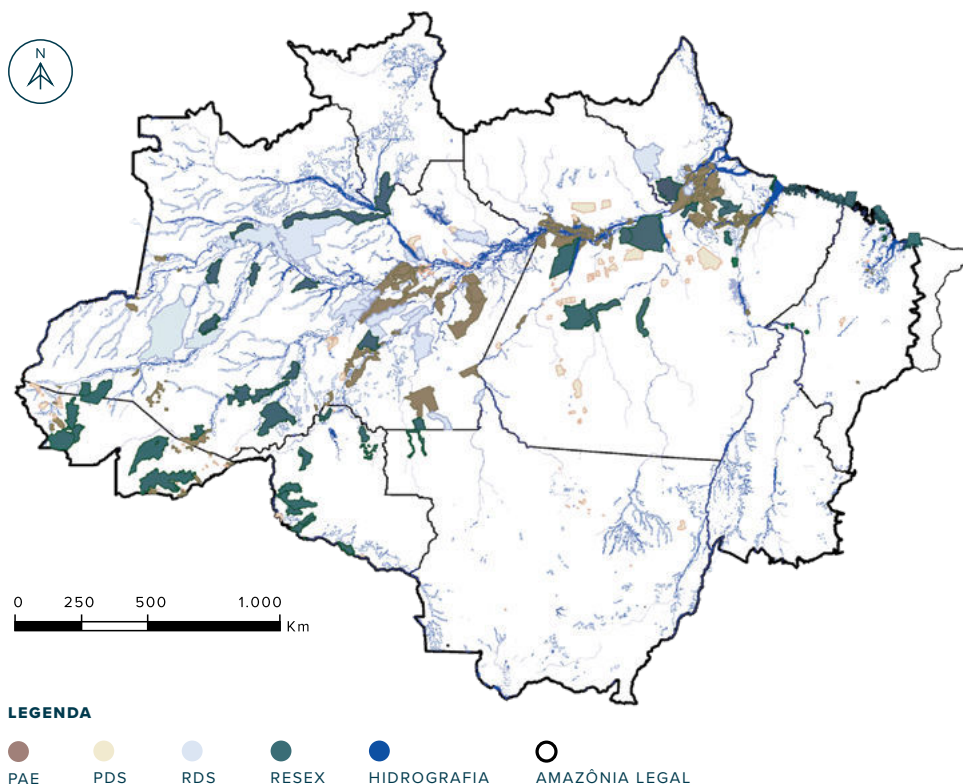 N
0 250 500 1.000
Km
LEGENDA
PAE PDS RDS RESEX HIDROGRAFIA AMAZÔNIA LEGAL